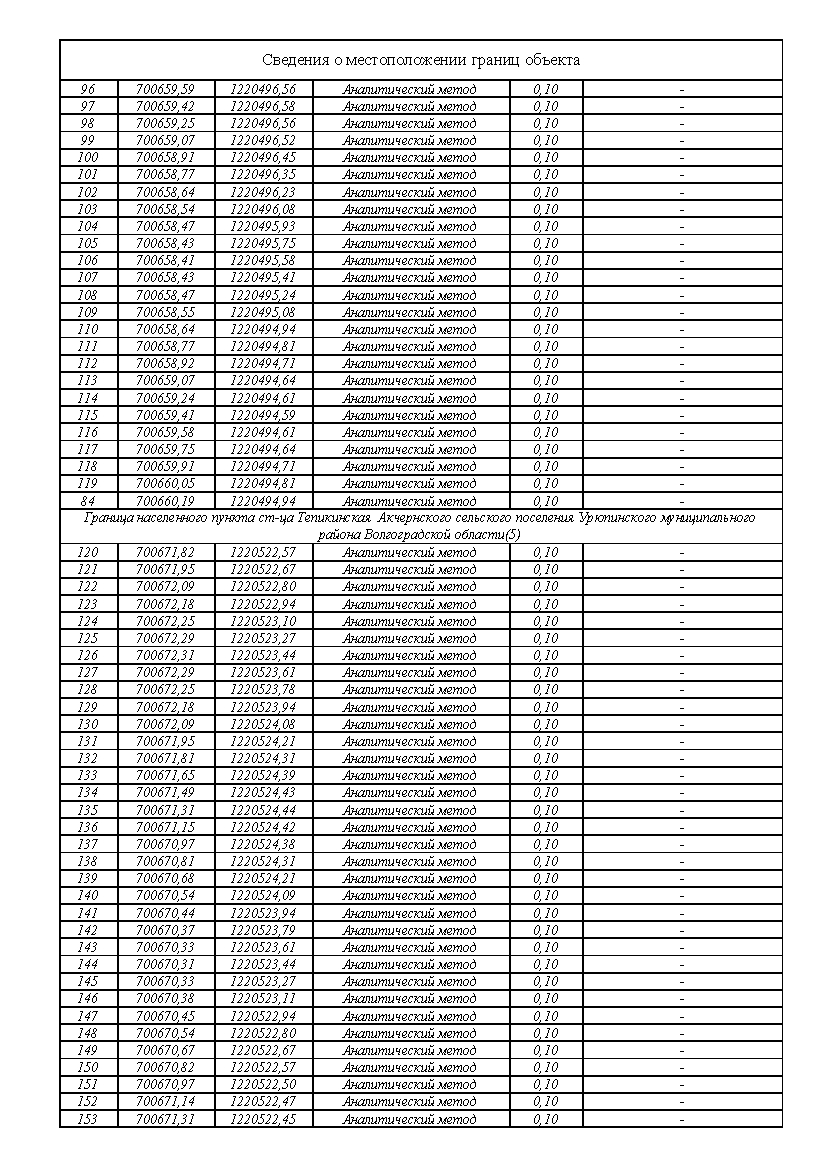 Сведения о местоположении границ объекта
96 700659,59 1220496,56 Аналитический метод 0,10 -
97 700659,42 1220496,58 Аналитический метод 0,10 -
98 700659,25 1220496,56 Аналитический метод 0,10 -
99 700659,07 1220496,52 Аналитический метод 0,10 -
100 700658,91 1220496,45 Аналитический метод 0,10 -
101 700658,77 1220496,35 Аналитический метод 0,10 -
102 700658,64 1220496,23 Аналитический метод 0,10 -
103 700658,54 1220496,08 Аналитический метод 0,10 -
104 700658,47 1220495,93 Аналитический метод 0,10 -
105 700658,43 1220495,75 Аналитический метод 0,10 -
106 700658,41 1220495,58 Аналитический метод 0,10 -
107 700658,43 1220495,41 Аналитический метод 0,10 -
108 700658,47 1220495,24 Аналитический метод 0,10 -
109 700658,55 1220495,08 Аналитический метод 0,10 -
110 700658,64 1220494,94 Аналитический метод 0,10 -
111 700658,77 1220494,81 Аналитический метод 0,10 -
112 700658,92 1220494,71 Аналитический метод 0,10 -
113 700659,07 1220494,64 Аналитический метод 0,10 -
114 700659,24 1220494,61 Аналитический метод 0,10 -
115 700659,41 1220494,59 Аналитический метод 0,10 -
116 700659,58 1220494,61 Аналитический метод 0,10 -
117 700659,75 1220494,64 Аналитический метод 0,10 -
118 700659,91 1220494,71 Аналитический метод 0,10 -
119 700660,05 1220494,81 Аналитический метод 0,10 -
84 700660,19 1220494,94 Аналитический метод 0,10 -
Граница населенного пункта ст-ца Тепикинская Акчернского сельского поселения Урюпинского муниципального
района Волгоградской области(5)
120 700671,82 1220522,57 Аналитический метод 0,10 -
121 700671,95 1220522,67 Аналитический метод 0,10 -
122 700672,09 1220522,80 Аналитический метод 0,10 -
123 700672,18 1220522,94 Аналитический метод 0,10 -
124 700672,25 1220523,10 Аналитический метод 0,10 -
125 700672,29 1220523,27 Аналитический метод 0,10 -
126 700672,31 1220523,44 Аналитический метод 0,10 -
127 700672,29 1220523,61 Аналитический метод 0,10 -
128 700672,25 1220523,78 Аналитический метод 0,10 -
129 700672,18 1220523,94 Аналитический метод 0,10 -
130 700672,09 1220524,08 Аналитический метод 0,10 -
131 700671,95 1220524,21 Аналитический метод 0,10 -
132 700671,81 1220524,31 Аналитический метод 0,10 -
133 700671,65 1220524,39 Аналитический метод 0,10 -
134 700671,49 1220524,43 Аналитический метод 0,10 -
135 700671,31 1220524,44 Аналитический метод 0,10 -
136 700671,15 1220524,42 Аналитический метод 0,10 -
137 700670,97 1220524,38 Аналитический метод 0,10 -
138 700670,81 1220524,31 Аналитический метод 0,10 -
139 700670,68 1220524,21 Аналитический метод 0,10 -
140 700670,54 1220524,09 Аналитический метод 0,10 -
141 700670,44 1220523,94 Аналитический метод 0,10 -
142 700670,37 1220523,79 Аналитический метод 0,10 -
143 700670,33 1220523,61 Аналитический метод 0,10 -
144 700670,31 1220523,44 Аналитический метод 0,10 -
145 700670,33 1220523,27 Аналитический метод 0,10 -
146 700670,38 1220523,11 Аналитический метод 0,10 -
147 700670,45 1220522,94 Аналитический метод 0,10 -
148 700670,54 1220522,80 Аналитический метод 0,10 -
149 700670,67 1220522,67 Аналитический метод 0,10 -
150 700670,82 1220522,57 Аналитический метод 0,10 -
151 700670,97 1220522,50 Аналитический метод 0,10 -
152 700671,14 1220522,47 Аналитический метод 0,10 -
153 700671,31 1220522,45 Аналитический метод 0,10 -